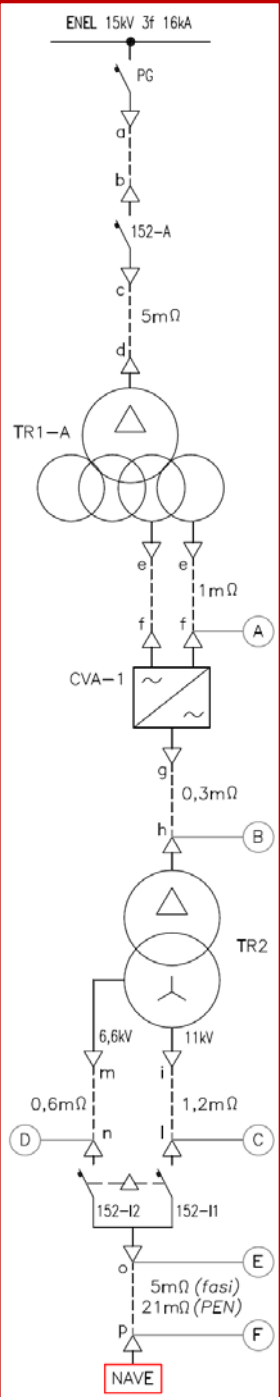 ENEL 15kV 3f 16kA
PG
a
b
152-A
c
5mΩ
d
TR1-A
e e
1mΩ
f f A
CVA-1
g
0,3mΩ
h B
TR2
6,6kV 11kV
m i
0,6mΩ 1,2mΩ
D n l C
152-I2 152-I1
o E
5mΩ (fasi)
21mΩ (PEN)
p F
NAVE